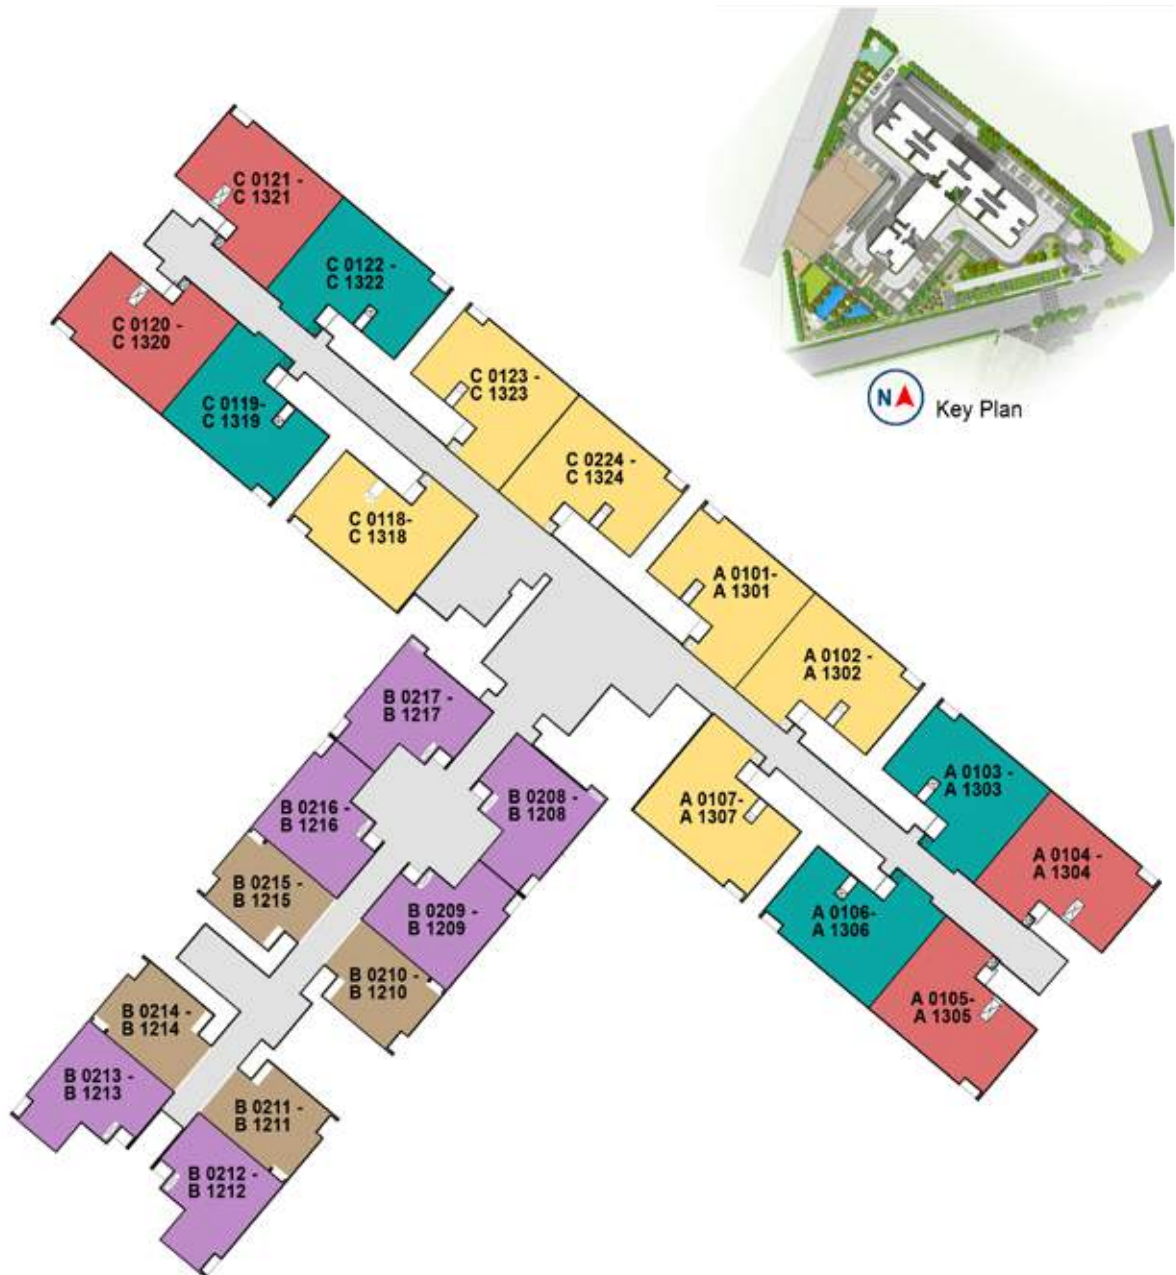 C 0121 -
C 1321
C 0122 -
C 1322
C 0120 -
C 1320
C 0123 -
C 1323
C 0119-
C 1319
N
Key Plan
C 0224 -
C 1324
C 0118-
C 1318
A 0101-
A 1301
A 0102 -
A 1302
B 0217 -
B 1217
A 0103 -
A 1303
B 0216 -
B 1216
B 0208 -
B 1208
A 0107-
A 1307
A 0104 -
A 1304
B 0215 -
B 1215
B 0209 -
B 1209
A 0106-
A 1306
B 0210 -
B 1210
A 0105-
A 1305
B 0214 -
B 1214
B 0213 -
B 1213
B 0211 -
B 1211
B 0212 -
B 1212